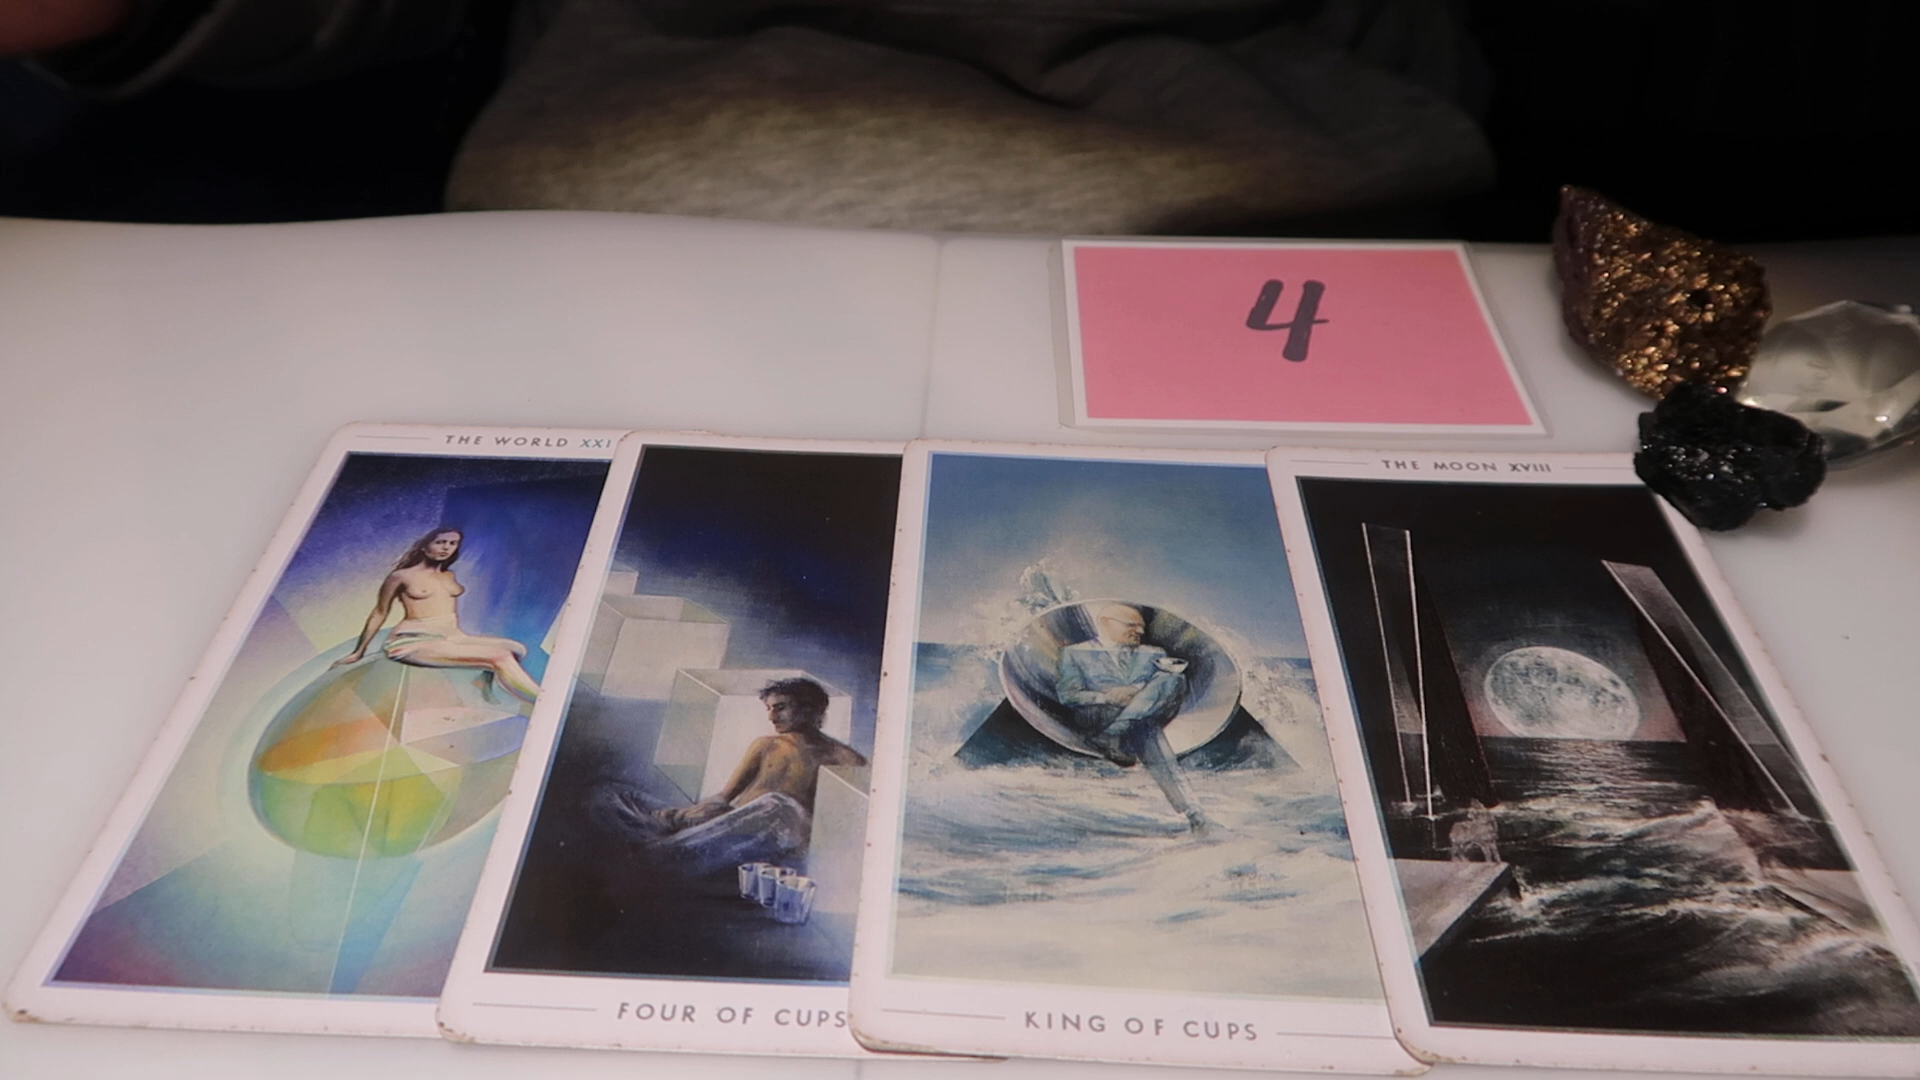 4
THE WORLD XXI
THE MOON XVIII
FOUR OF CUPS
KING OF CUPS